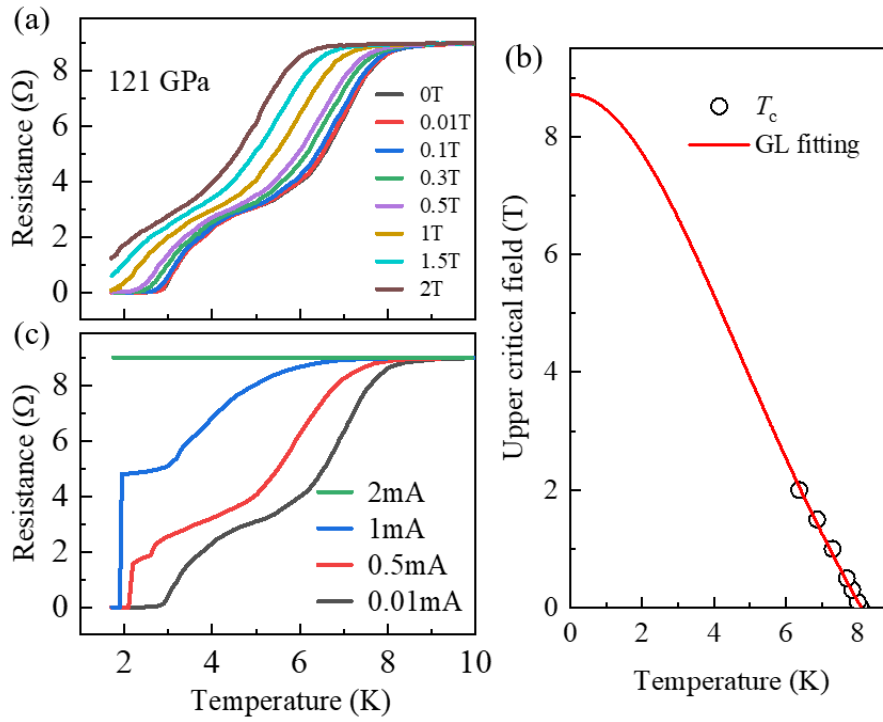 (a)
121 GPa
0T
0.01T
0.1T
0.3T
0.5T
1T
1.5T
2T
Resistance (Ω)
8
6
4
2
0
(c)
2mA
1mA
0.5mA
0.01mA
Resistance (Ω)
8
6
4
2
0
2 4 6 8 10
Temperature (K)
(b)
T_c
GL fitting
Upper critical field (T)
8
6
4
2
0
0 2 4 6 8
Temperature (K)